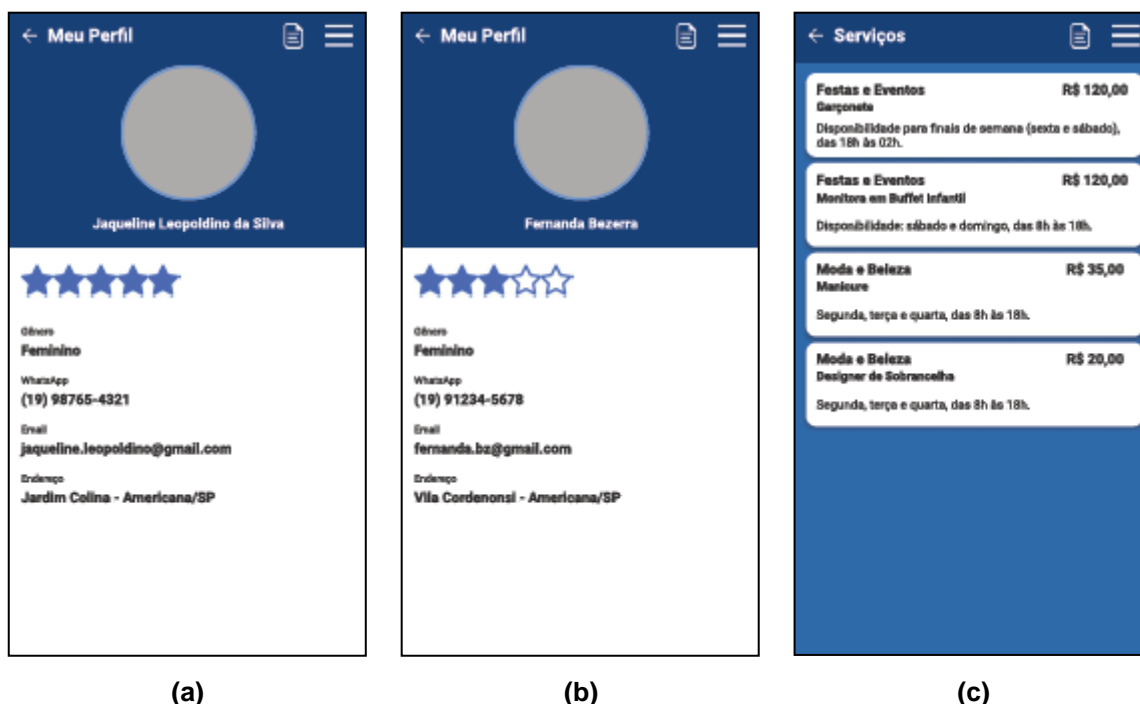 ← Meu Perfil
Jaqueline Leopoldino da Silva
Gênero
Feminino
WhatsApp
(19) 98765-4321
Email
jaqueline.leopoldino@gmail.com
Endereço
Jardim Colina - Americana/SP
(a)
← Meu Perfil
Fernanda Bezerra
Gênero
Feminino
WhatsApp
(19) 91234-5678
Email
fernanda.bz@gmail.com
Endereço
Vila Cordenonsi - Americana/SP
(b)
← Serviços
Festas e Eventos R$ 120,00
Garçonete
Disponibilidade para finais de semana (sexta e sábado),
das 18h às 02h.
Festas e Eventos R$ 120,00
Monitora em Buffet Infantil
Disponibilidade: sábado e domingo, das 8h às 18h.
Moda e Beleza R$ 35,00
Manicure
Segunda, terça e quarta, das 8h às 18h.
Moda e Beleza R$ 20,00
Designer de Sobrancelha
Segunda, terça e quarta, das 8h às 18h.
(c)